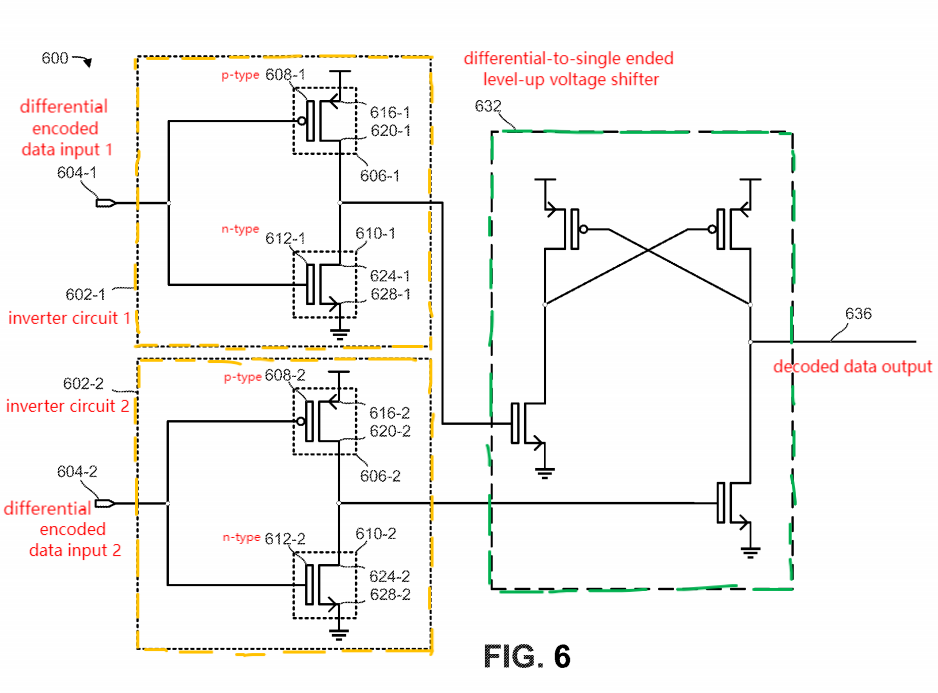 600
differential
encoded
data input 1
604-1
p-type 608-1
616-1
620-1
606-1
n-type
612-1
610-1
624-1
628-1
602-1
inverter circuit 1
differential-to-single ended
level-up voltage shifter
632
636
decoded data output
602-2
inverter circuit 2
p-type 608-2
616-2
620-2
606-2
604-2
differential
encoded
data input 2
n-type 612-2
610-2
624-2
628-2
FIG. 6